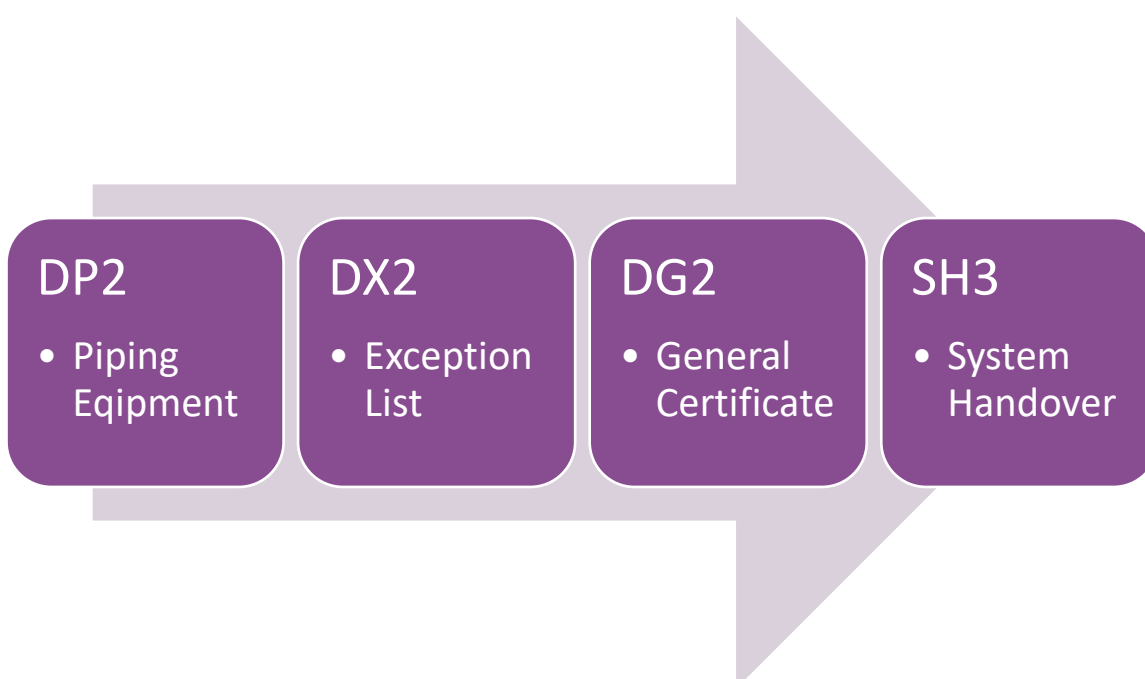 DP2
• Piping
Eqipment
DX2
• Exception
List
DG2
• General
Certificate
SH3
• System
Handover